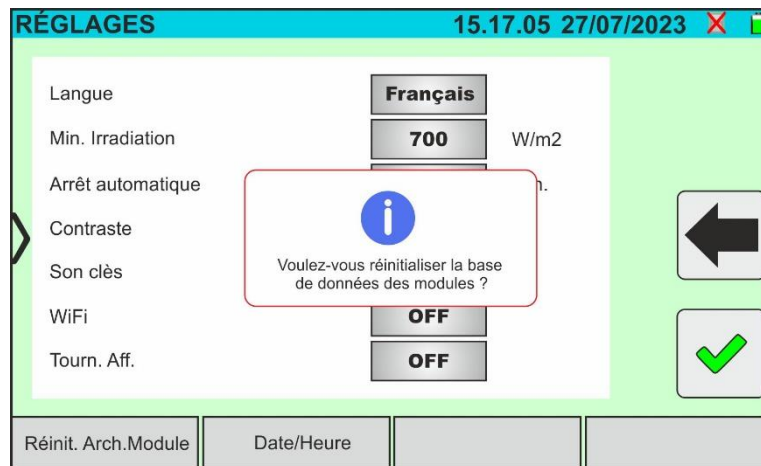 RÉGLAGES 15.17.05 27/07/2023
Langue Français
Min. Irradiation 700 W/m2
Arrêt automatique
Contraste
Voulez-vous réinitialiser la base
de données des modules ?
Son clès
WiFi OFF
Tourn. Aff. OFF
Réinit. Arch.Module Date/Heure